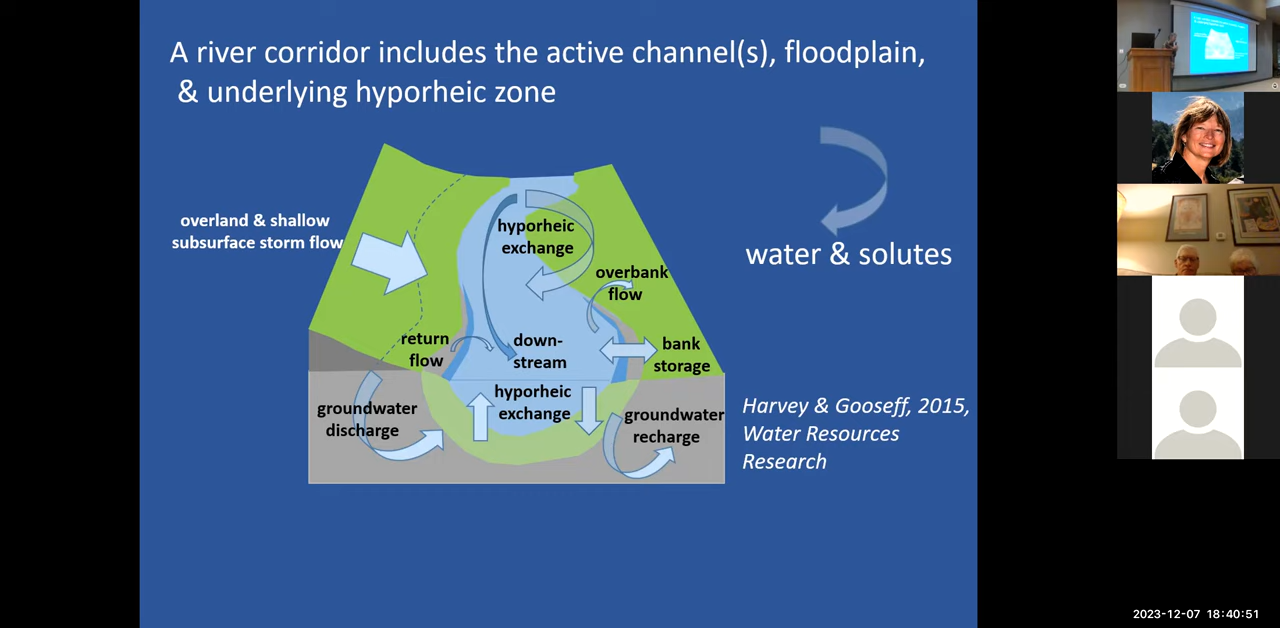 A river corridor includes the active channel(s), floodplain,
& underlying hyporheic zone
overland & shallow
subsurface storm flow
hyporheic
exchange
overbank
flow
water & solutes
return
flow
down-
stream
bank
storage
hyporheic
exchange
groundwater
discharge
groundwater
recharge
Harvey & Gooseff, 2015,
Water Resources
Research
2023-12-07 18:40:51